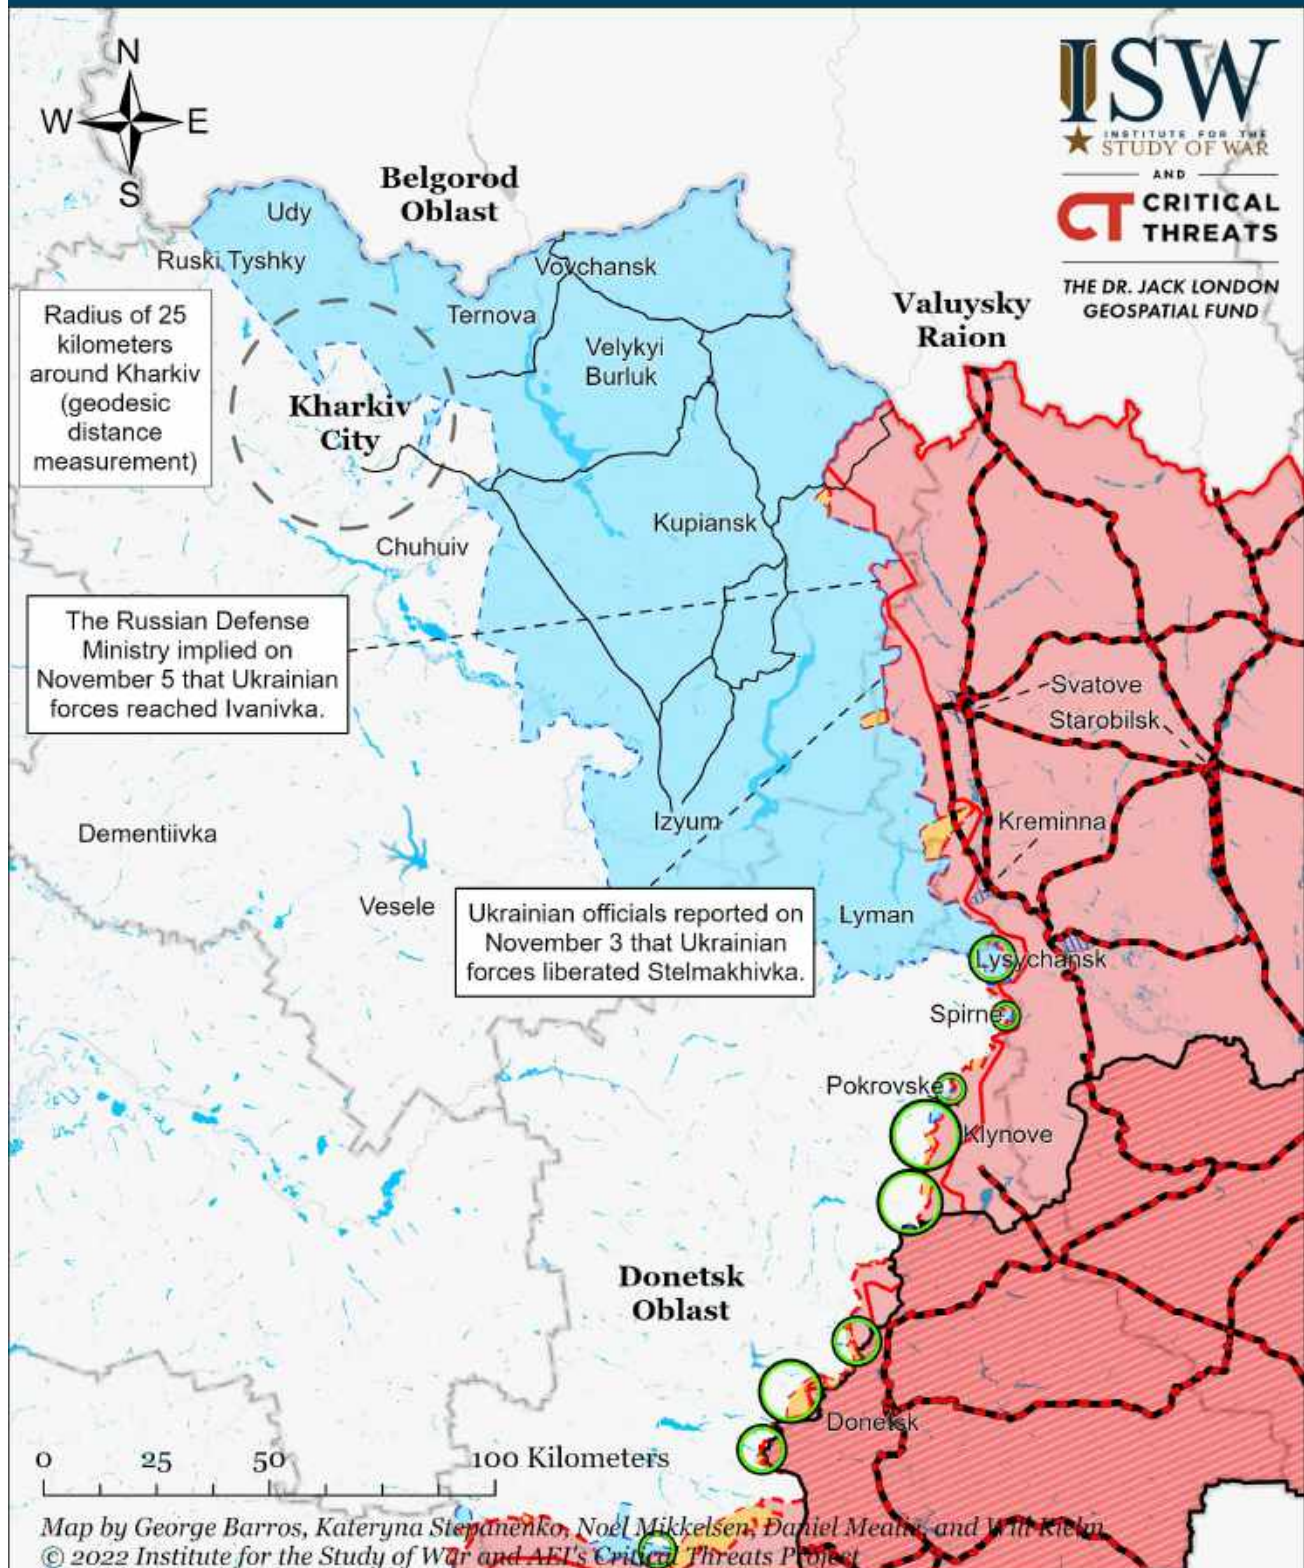 N
W E
S
ISW
INSTITUTE FOR THE
STUDY OF WAR
AND
CT CRITICAL
THREATS
THE DR. JACK LONDON
GEOSPATIAL FUND
Belgorod
Oblast
Udy
Ruski Tyshky
Vovchansk
Ternova
Valuysky
Raion
Radius of 25
kilometers
around Kharkiv
(geodesic
distance
measurement)
Velykyi
Burluk
Kharkiv
City
Kupiansk
Chuhuiv
The Russian Defense
Ministry implied on
November 5 that Ukrainian
forces reached Ivanivka.
Svatove
Starobilsk
Izyum
Kreminna
Dementiivka
Vesele
Ukrainian officials reported on
November 3 that Ukrainian
forces liberated Stelmakhivka.
Lyman
Lysychansk
Spirne
Pokrovske
Klynove
Donetsk
Oblast
Donetsk
0 25 50 100 Kilometers
Map by George Barros, Kateryna Stepanenko, Noel Mikkelsen, Daniel Mealie, and Will Kielm
© 2022 Institute for the Study of War and AEI's Critical Threats Project